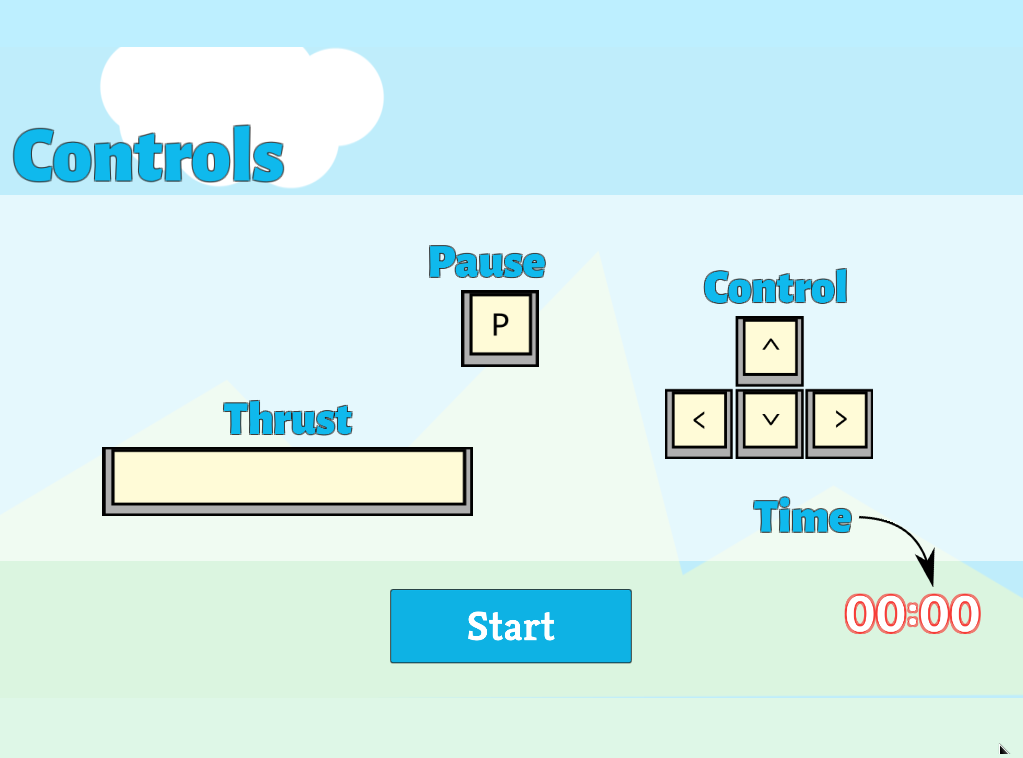 Controls
Pause
P
Control
^
< v >
Thrust
Time
00:00
Start